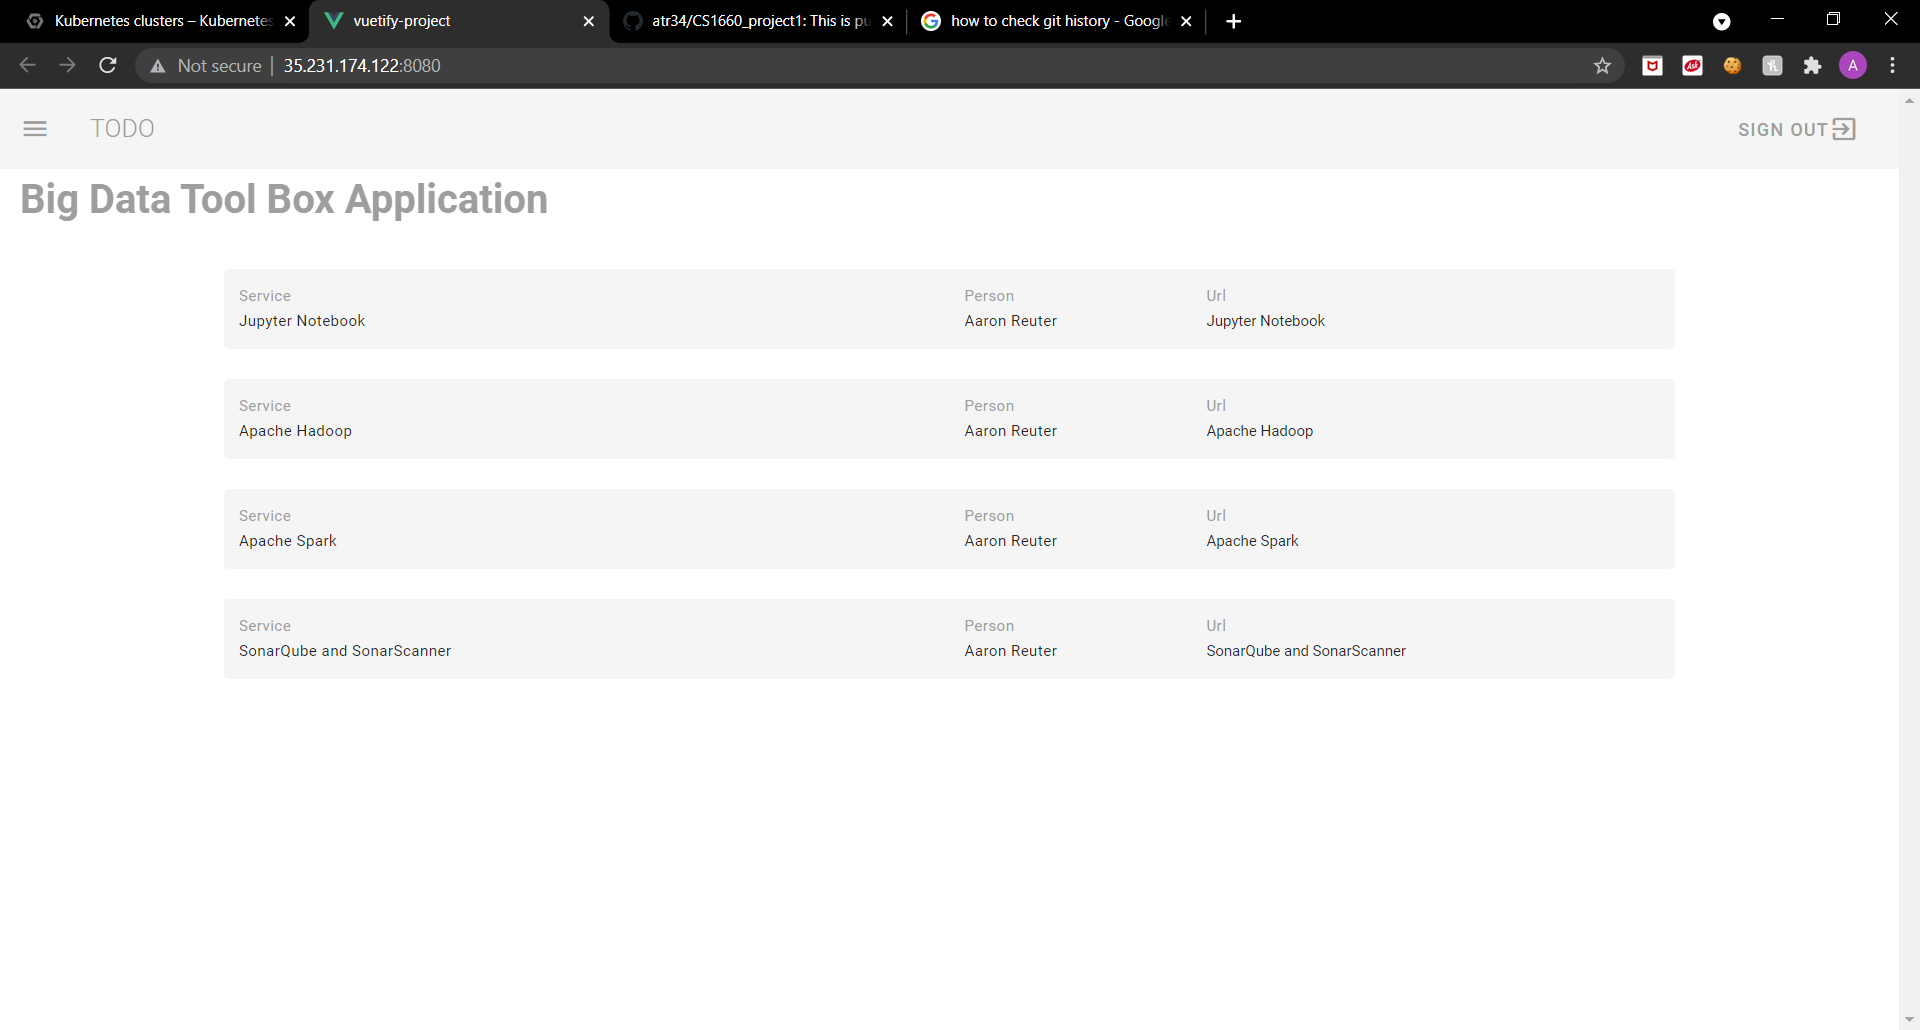 Kubernetes clusters – Kubernetes
vuetify-project
atr34/CS1660_project1: This is pu
how to check git history - Google
Not secure
35.231.174.122:8080
A
TODO
SIGN OUT
Big Data Tool Box Application
Service Person Url
Jupyter Notebook Aaron Reuter Jupyter Notebook
Service Person Url
Apache Hadoop Aaron Reuter Apache Hadoop
Service Person Url
Apache Spark Aaron Reuter Apache Spark
Service Person Url
SonarQube and SonarScanner Aaron Reuter SonarQube and SonarScanner